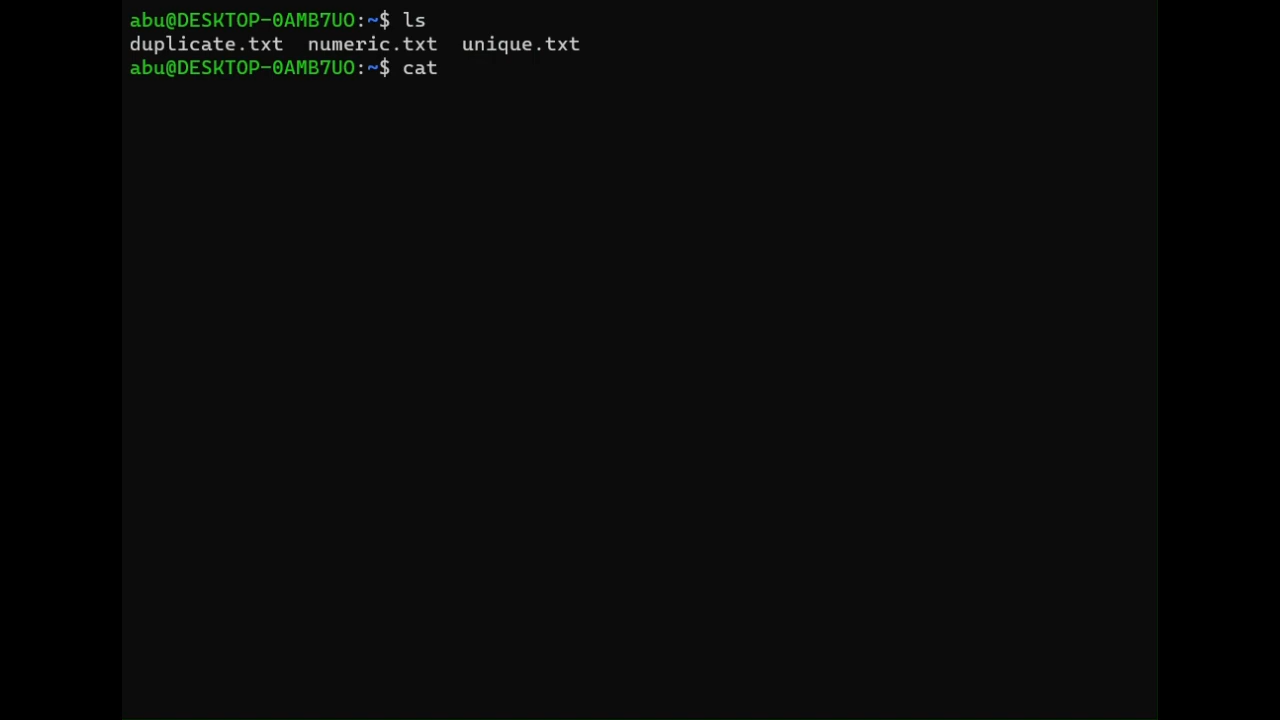 abu@DESKTOP-0AMB7UO:~$ ls
duplicate.txt  numeric.txt  unique.txt
abu@DESKTOP-0AMB7UO:~$ cat